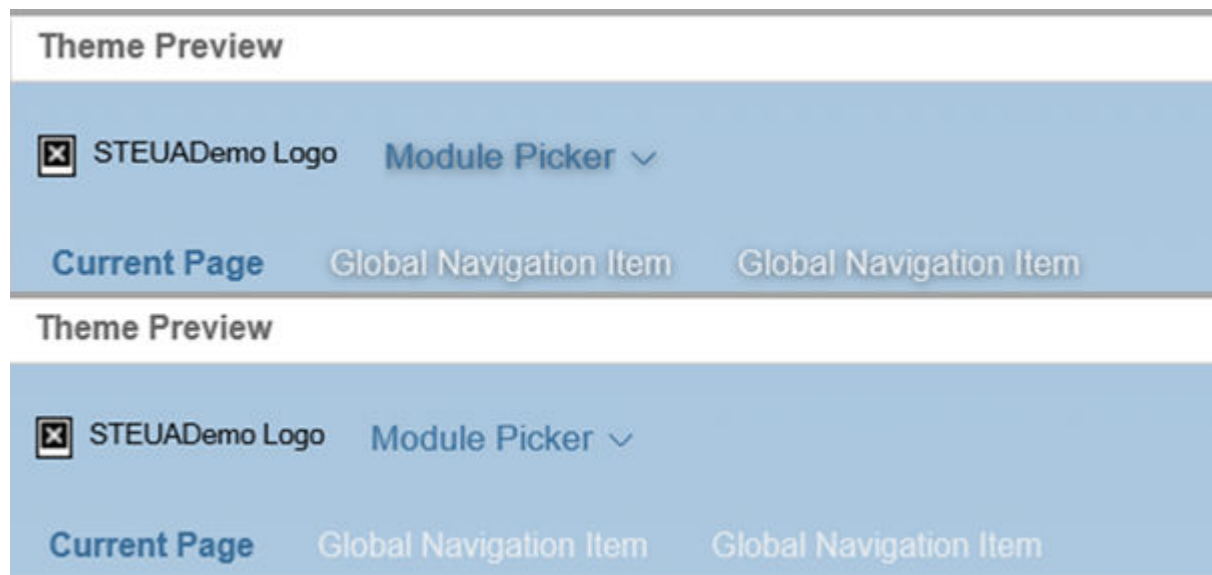 Theme Preview
STEUADemo Logo Module Picker
Current Page Global Navigation Item Global Navigation Item
Theme Preview
STEUADemo Logo Module Picker
Current Page Global Navigation Item Global Navigation Item